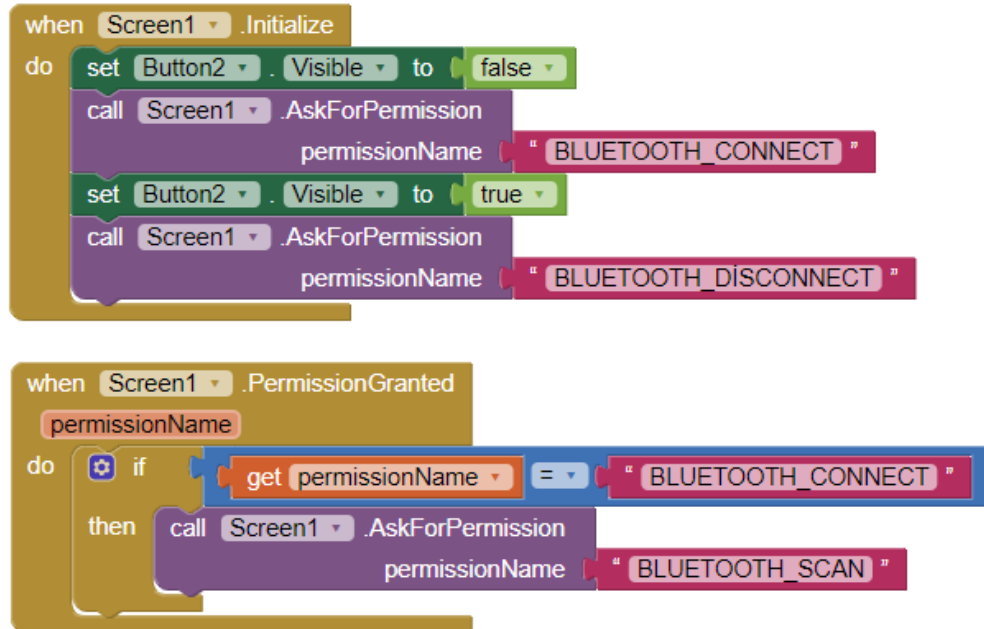 when Screen1 .Initialize
do set Button2 . Visible to false
call Screen1 .AskForPermission
permissionName " BLUETOOTH_CONNECT "
set Button2 . Visible to true
call Screen1 .AskForPermission
permissionName " BLUETOOTH_DİSCONNECT "
when Screen1 .PermissionGranted
permissionName
do if get permissionName = " BLUETOOTH_CONNECT "
then call Screen1 .AskForPermission
permissionName " BLUETOOTH_SCAN "